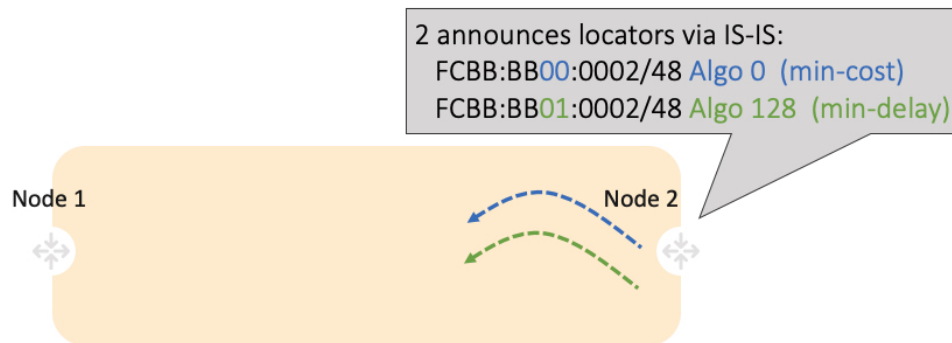 2 announces locators via IS-IS:
FCBB:BB00:0002/48 Algo 0 (min-cost)
FCBB:BB01:0002/48 Algo 128 (min-delay)
Node 1
Node 2